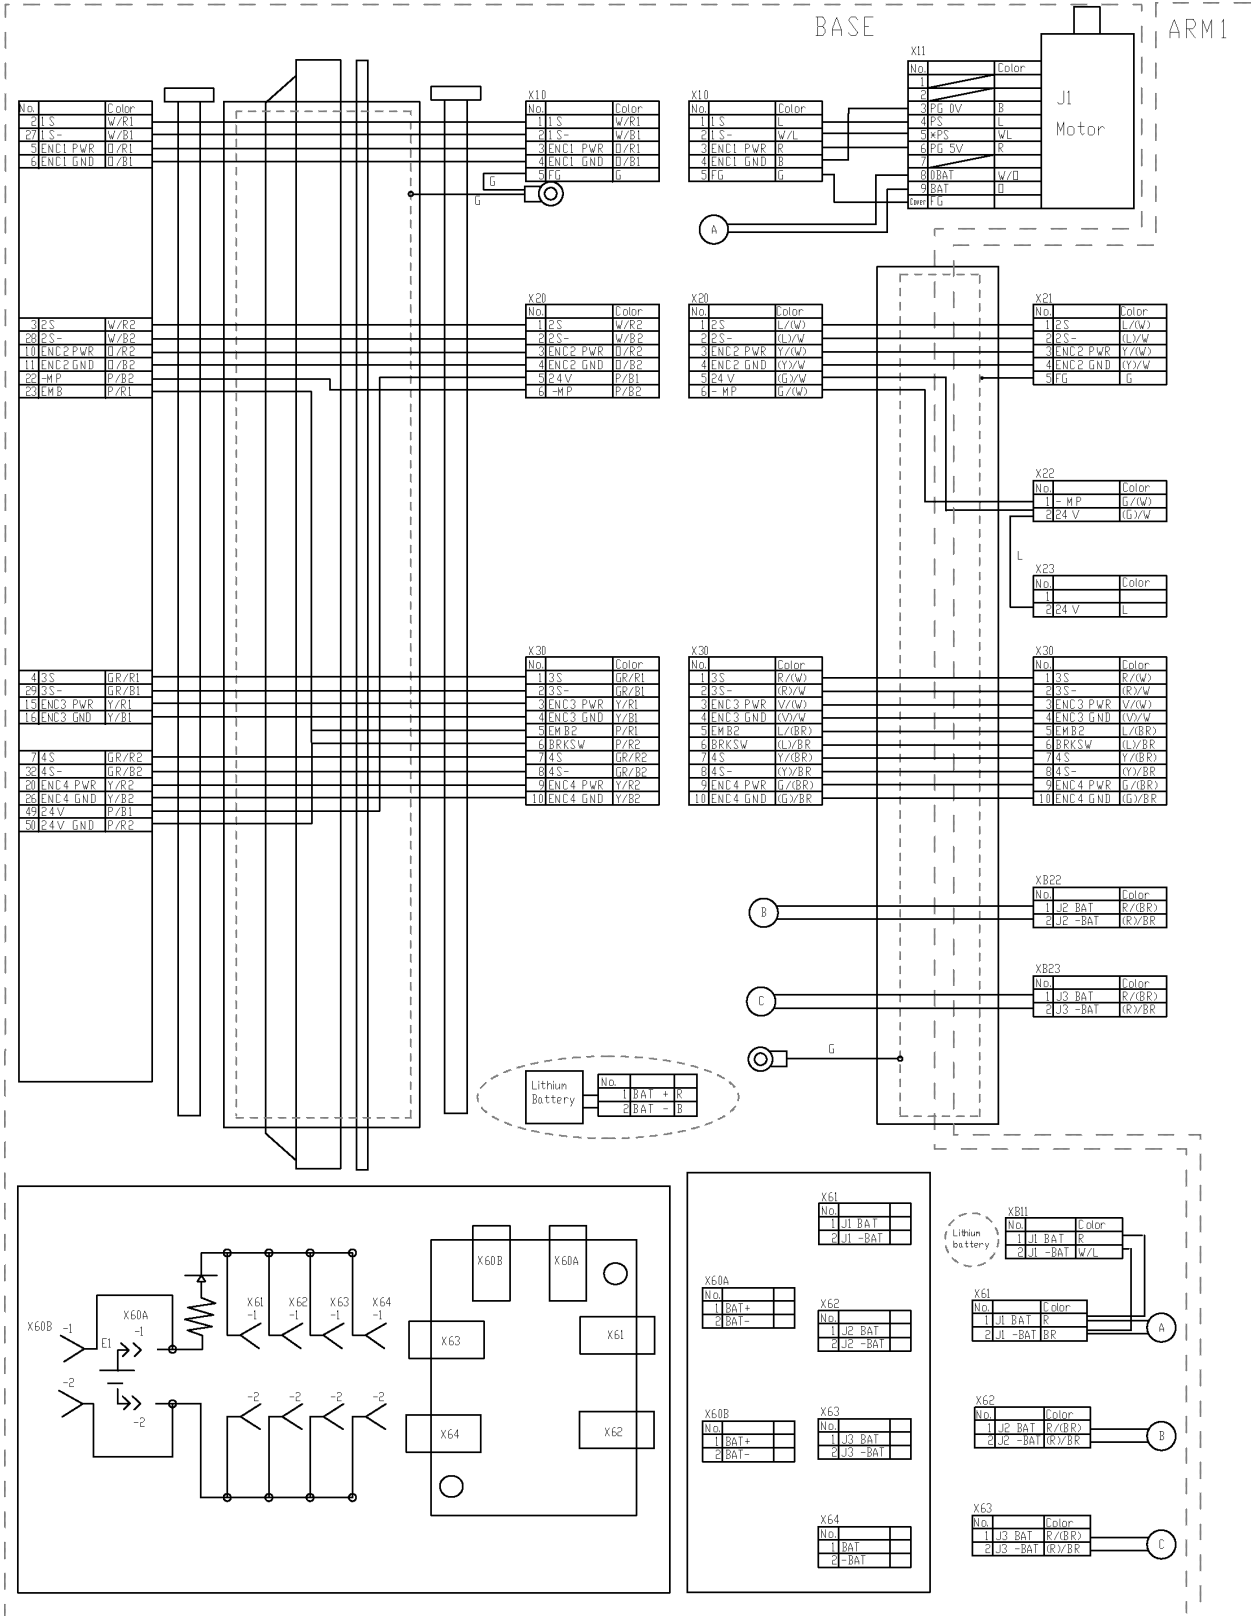 BASE
ARM1
No. Color
2 1S W/R1
27 1S- W/B1
5 ENC1 PWR O/R1
6 ENC1 GND O/B1
3 2S W/R2
28 2S- W/B2
10 ENC2 PWR O/R2
11 ENC2 GND O/B2
22 -MP P/B2
23 EMB P/R1
4 3S GR/R1
29 3S- GR/B1
15 ENC3 PWR Y/R1
16 ENC3 GND Y/B1
7 4S GR/R2
32 4S- GR/B2
20 ENC4 PWR Y/R2
26 ENC4 GND Y/B2
49 24V P/B1
50 24V GND P/R2
X10
No. Color
1 1S W/R1
2 1S- W/B1
3 ENC1 PWR O/R1
4 ENC1 GND O/B1
5 FG G
G
G
X10
No. Color
1 1S L
2 1S- W/L
3 ENC1 PWR R
4 ENC1 GND B
5 FG G
A
X11
No. Color
1
2
3 PG 0V B
4 PS L
5 *PS WL
6 PG 5V R
7
8 0BAT W/O
9 BAT O
Cover FG
J1
Motor
X20
No. Color
1 2S W/R2
2 2S- W/B2
3 ENC2 PWR O/R2
4 ENC2 GND O/B2
5 24V P/B1
6 -MP P/B2
X20
No. Color
1 2S L/(W)
2 2S- (L)/W
3 ENC2 PWR Y/(W)
4 ENC2 GND (Y)/W
5 24V (G)/W
6 - MP G/(W)
X21
No. Color
1 2S L/(W)
2 2S- (L)/W
3 ENC2 PWR Y/(W)
4 ENC2 GND (Y)/W
5 FG G
X22
No. Color
1 - MP G/(W)
2 24 V (G)/W
L
X23
No. Color
1
2 24 V L
X30
No. Color
1 3S GR/R1
2 3S- GR/B1
3 ENC3 PWR Y/R1
4 ENC3 GND Y/B1
5 EMB2 P/R1
6 BRKSW P/R2
7 4S GR/R2
8 4S- GR/B2
9 ENC4 PWR Y/R2
10 ENC4 GND Y/B2
X30
No. Color
1 3S R/(W)
2 3S- (R)/W
3 ENC3 PWR V/(W)
4 ENC3 GND (V)/W
5 EMB2 L/(BR)
6 BRKSW (L)/BR
7 4S Y/(BR)
8 4S- (Y)/BR
9 ENC4 PWR G/(BR)
10 ENC4 GND (G)/BR
X30
No. Color
1 3S R/(W)
2 3S- (R)/W
3 ENC3 PWR V/(W)
4 ENC3 GND (V)/W
5 EMB2 L/(BR)
6 BRKSW (L)/BR
7 4S Y/(BR)
8 4S- (Y)/BR
9 ENC4 PWR G/(BR)
10 ENC4 GND (G)/BR
B
XB22
No. Color
1 J2 BAT R/(BR)
2 J2 -BAT (R)/BR
C
XB23
No. Color
1 J3 BAT R/(BR)
2 J3 -BAT (R)/BR
G
Lithium
Battery
No.
1 BAT + R
2 BAT - B
X60B
-1
X60A
-1
E1
-2
-2
X61
-1
X62
-1
X63
-1
X64
-1
-2
-2
-2
-2
X60B
X60A
X63
X61
X64
X62
X61
No.
1 J1 BAT
2 J1 -BAT
X60A
No.
1 BAT+
2 BAT-
X62
No.
1 J2 BAT
2 J2 -BAT
X60B
No.
1 BAT+
2 BAT-
X63
No.
1 J3 BAT
2 J3 -BAT
X64
No.
1 BAT
2 -BAT
Lithium
battery
XB11
No. Color
1 J1 BAT R
2 J1 -BAT W/L
X61
No. Color
1 J1 BAT R
2 J1 -BAT BR
A
X62
No. Color
1 J2 BAT R/(BR)
2 J2 -BAT (R)/BR
B
X63
No. Color
1 J3 BAT R/(BR)
2 J3 -BAT (R)/BR
C